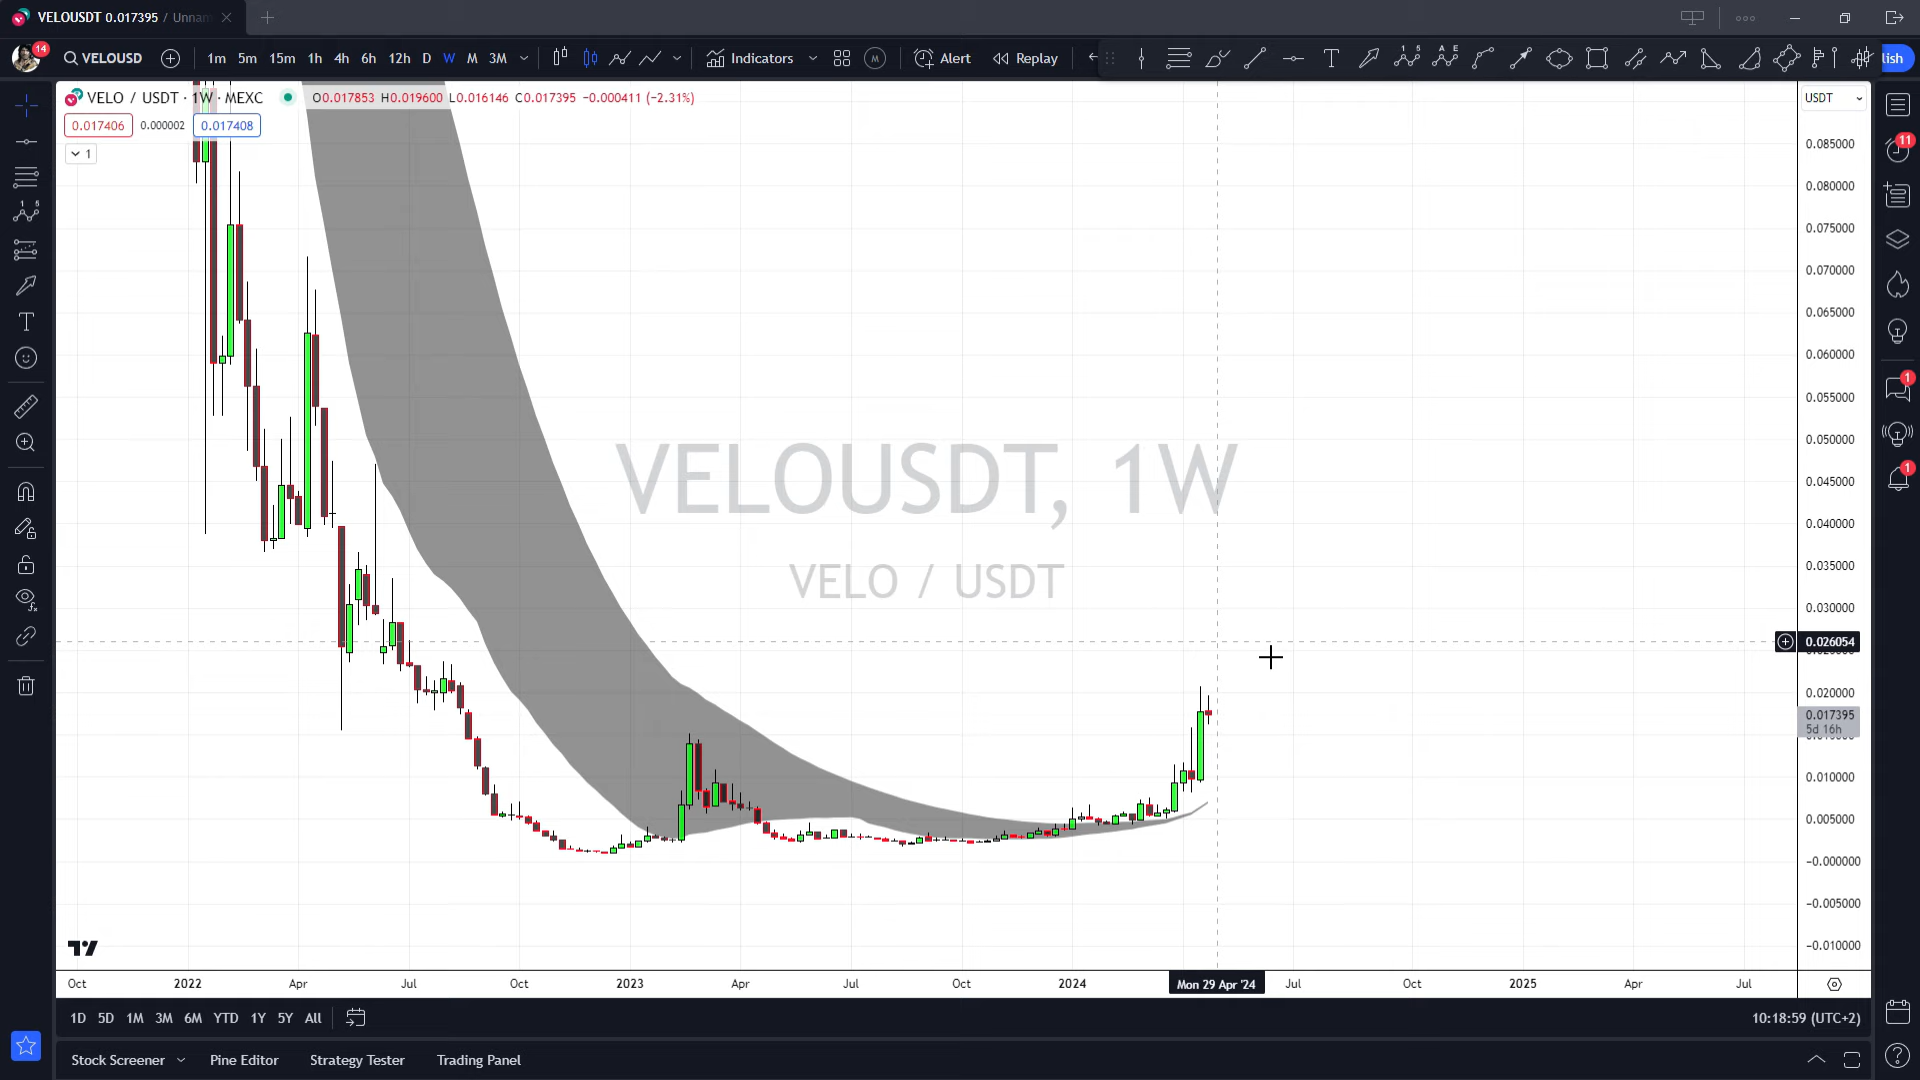 VELOUSDT 0.017395 / Unnam
14
VELOUSD
1m 5m 15m 1h 4h 6h 12h D W M 3M
Indicators
M
Alert
Replay
lish
VELO / USDT · 1W · MEXC
O0.017853 H0.019600 L0.016146 C0.017395 −0.000411 (−2.31%)
0.017406 0.000002 0.017408
1
USDT
0.085000
0.080000
0.075000
0.070000
0.065000
0.060000
0.055000
0.050000
0.045000
0.040000
0.035000
0.030000
0.026054
0.020000
0.017395
5d 16h
0.010000
0.005000
−0.000000
−0.005000
−0.010000
VELOUSDT, 1W
VELO / USDT
11
1
1
Oct 2022 Apr Jul Oct 2023 Apr Jul Oct 2024 Mon 29 Apr '24 Jul Oct 2025 Apr Jul
1D 5D 1M 3M 6M YTD 1Y 5Y All
10:18:59 (UTC+2)
Stock Screener Pine Editor Strategy Tester Trading Panel